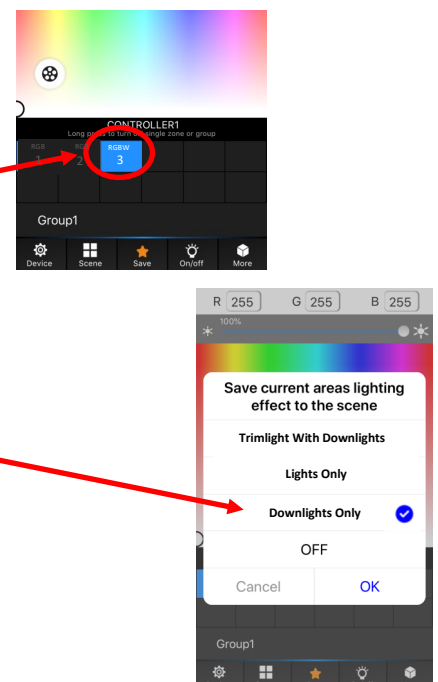 CONTROLLER1
Long press to turn on single zone or group
RGB RGB RGBW
1 2 3
Group1
Device Scene Save On/off More
R 255 G 255 B 255
100%
Save current areas lighting
effect to the scene
Trimlight With Downlights
Lights Only
Downlights Only
OFF
Cancel OK
Group1